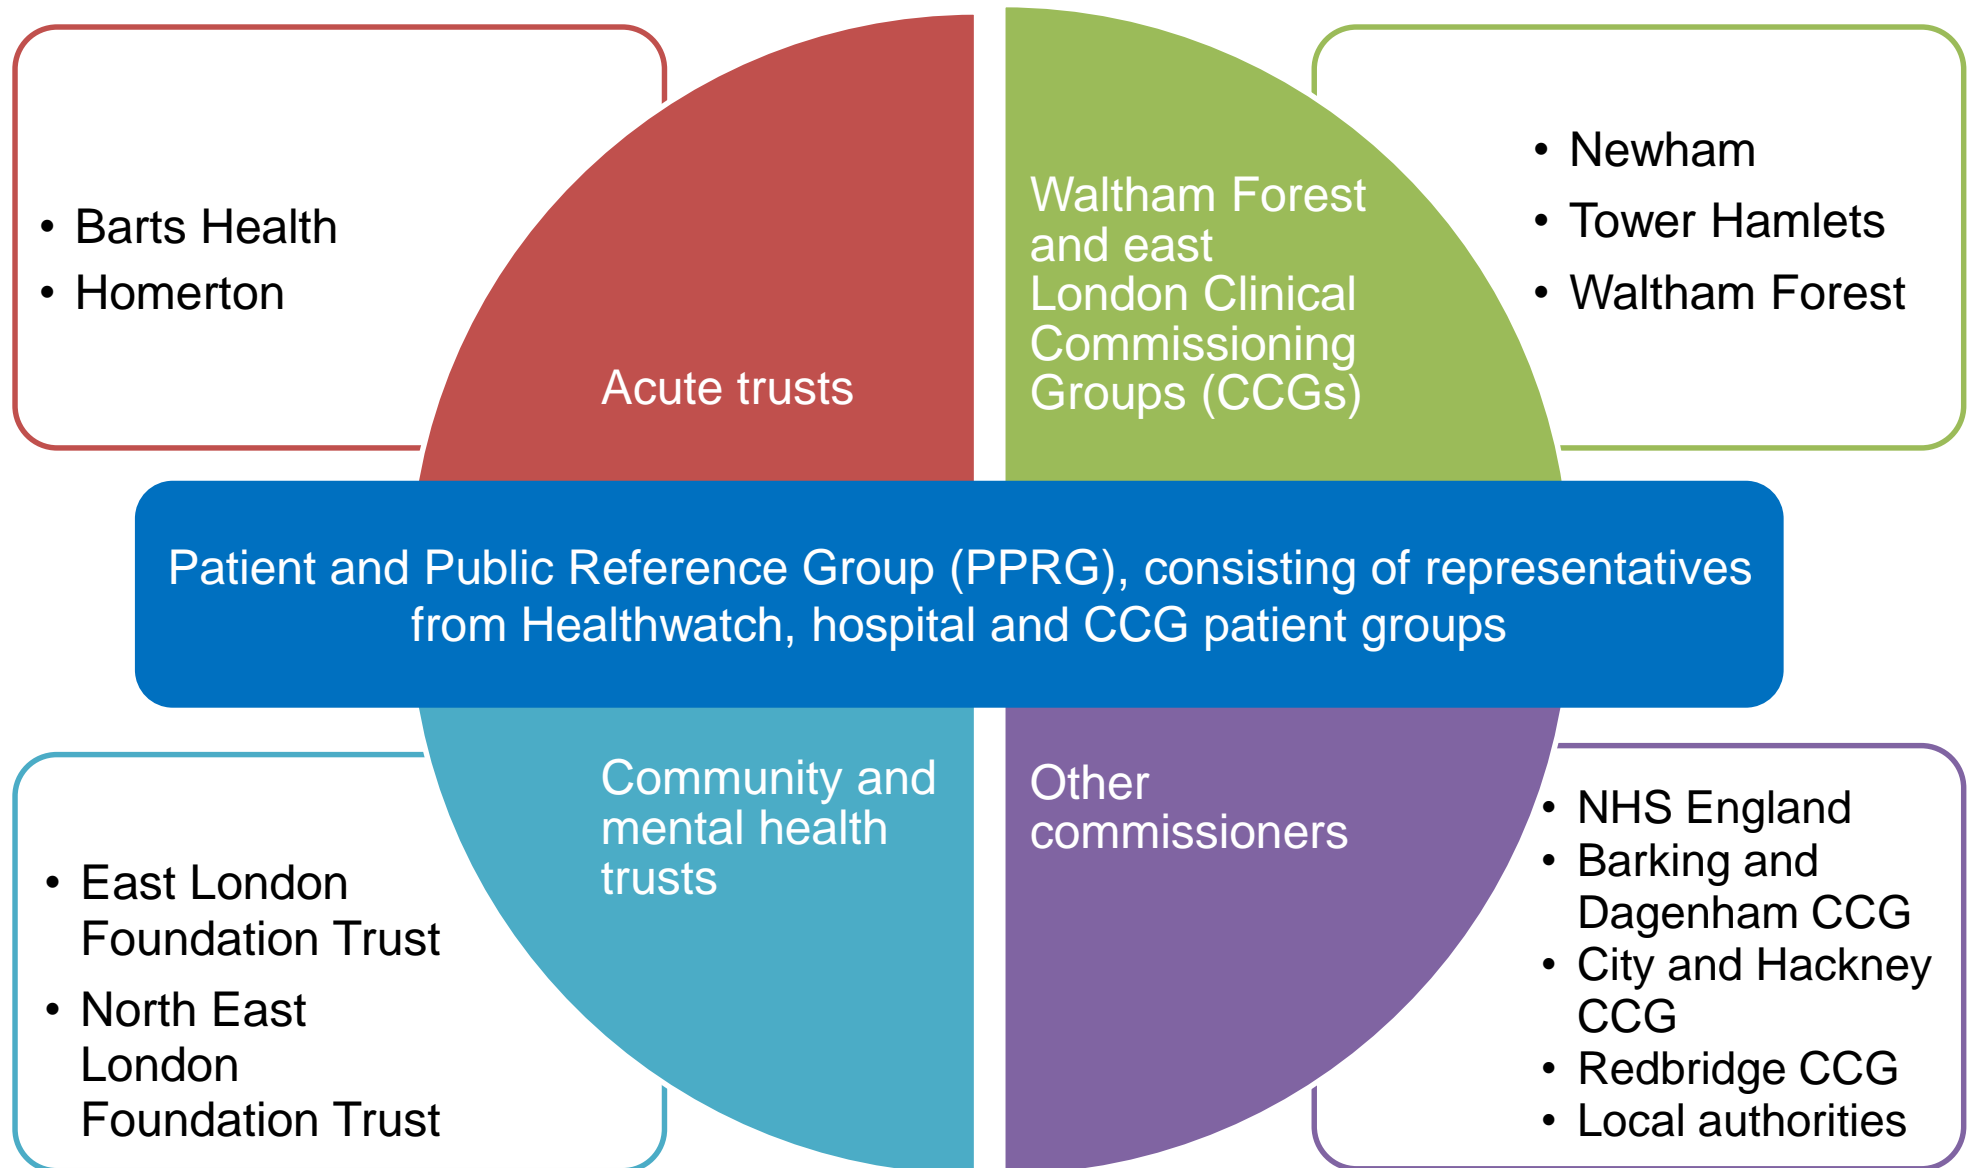 • Barts Health
• Homerton
Acute trusts
Waltham Forest
and east
London Clinical
Commissioning
Groups (CCGs)
• Newham
• Tower Hamlets
• Waltham Forest
Patient and Public Reference Group (PPRG), consisting of representatives
from Healthwatch, hospital and CCG patient groups
Community and
mental health
trusts
• East London
Foundation Trust
• North East
London
Foundation Trust
Other
commissioners
• NHS England
• Barking and
Dagenham CCG
• City and Hackney
CCG
• Redbridge CCG
• Local authorities